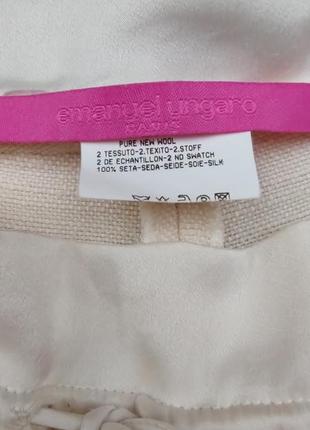 emanuel ungaro
PARIS
PURE NEW WOOL
2 TESSUTO-2.TEXITO-2.STOFF
2 DE ECHANTILLON-2 NO SWATCH
100% SETA-SEDA-SEIDE-SOIE-SILK